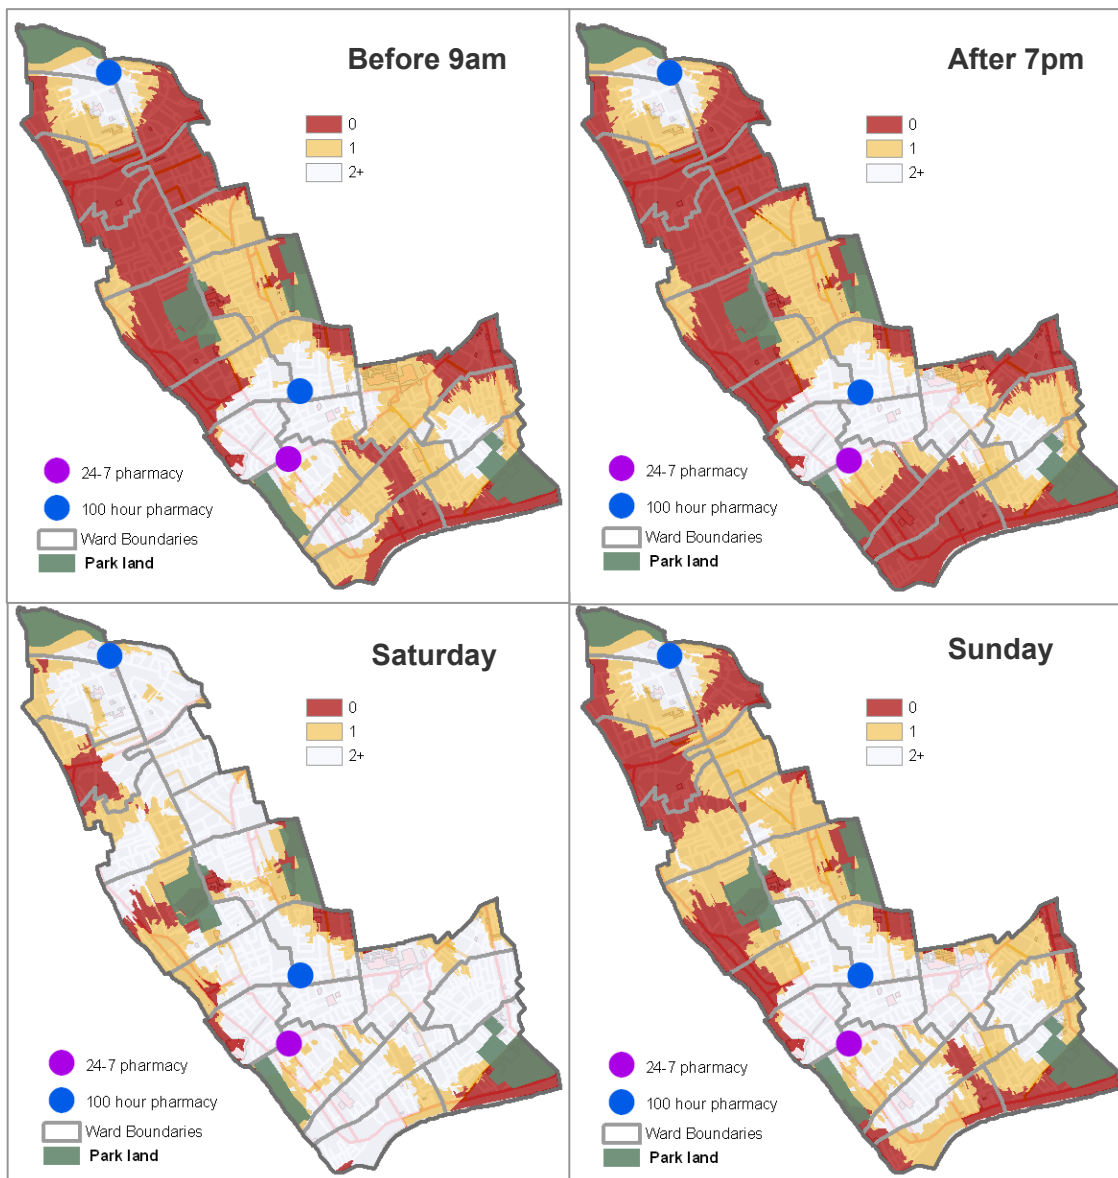 Before 9am
0
1
2+
24-7 pharmacy
100 hour pharmacy
Ward Boundaries
Park land
After 7pm
0
1
2+
24-7 pharmacy
100 hour pharmacy
Ward Boundaries
Park land
Saturday
0
1
2+
24-7 pharmacy
100 hour pharmacy
Ward Boundaries
Park land
Sunday
0
1
2+
24-7 pharmacy
100 hour pharmacy
Ward Boundaries
Park land